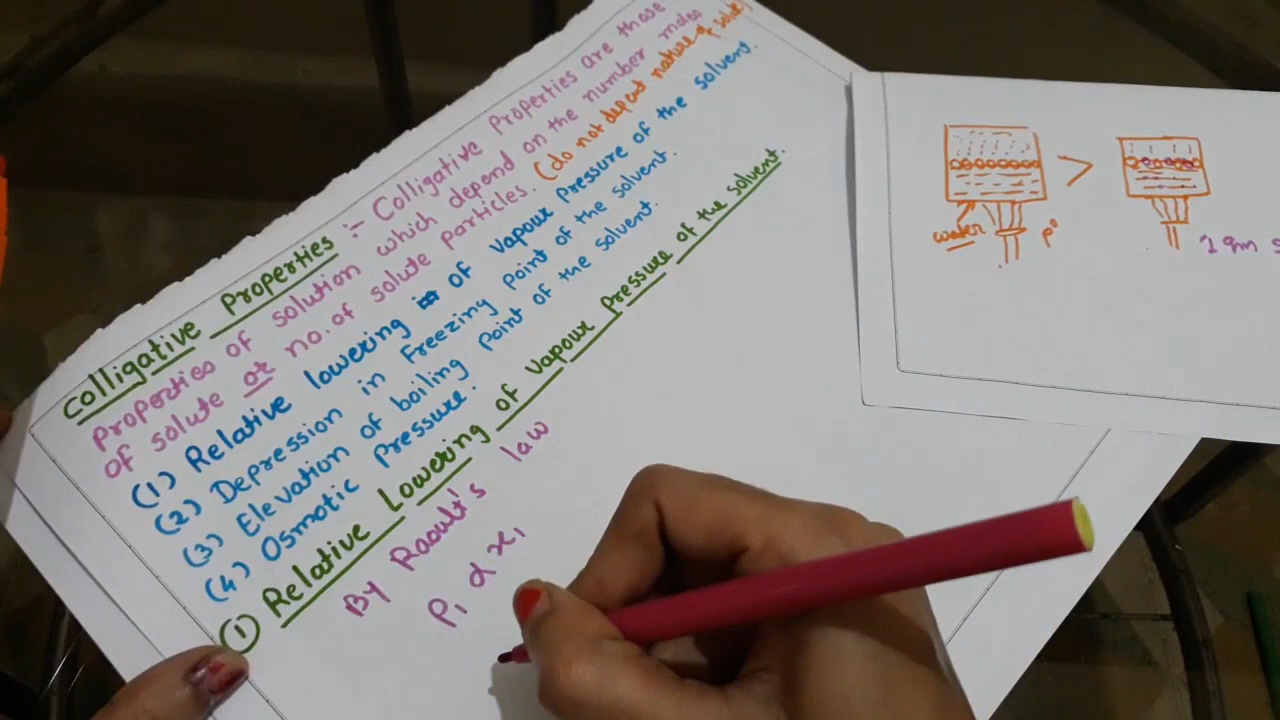 Colligative Properties :- Colligative Properties are those
properties of solution which depend on the number moles
of solute or no. of solute particles. (do not depend nature of solute)
(1) Relative lowering of vapour pressure of the solvent.
(2) Depression in freezing point of the solvent.
(3) Elevation of boiling point of the solvent.
(4) Osmotic pressure.
① Relative Lowering of Vapour Pressure of the solvent.
By Raoult's law
P₁ α x₁
>
water
P°
1 gm